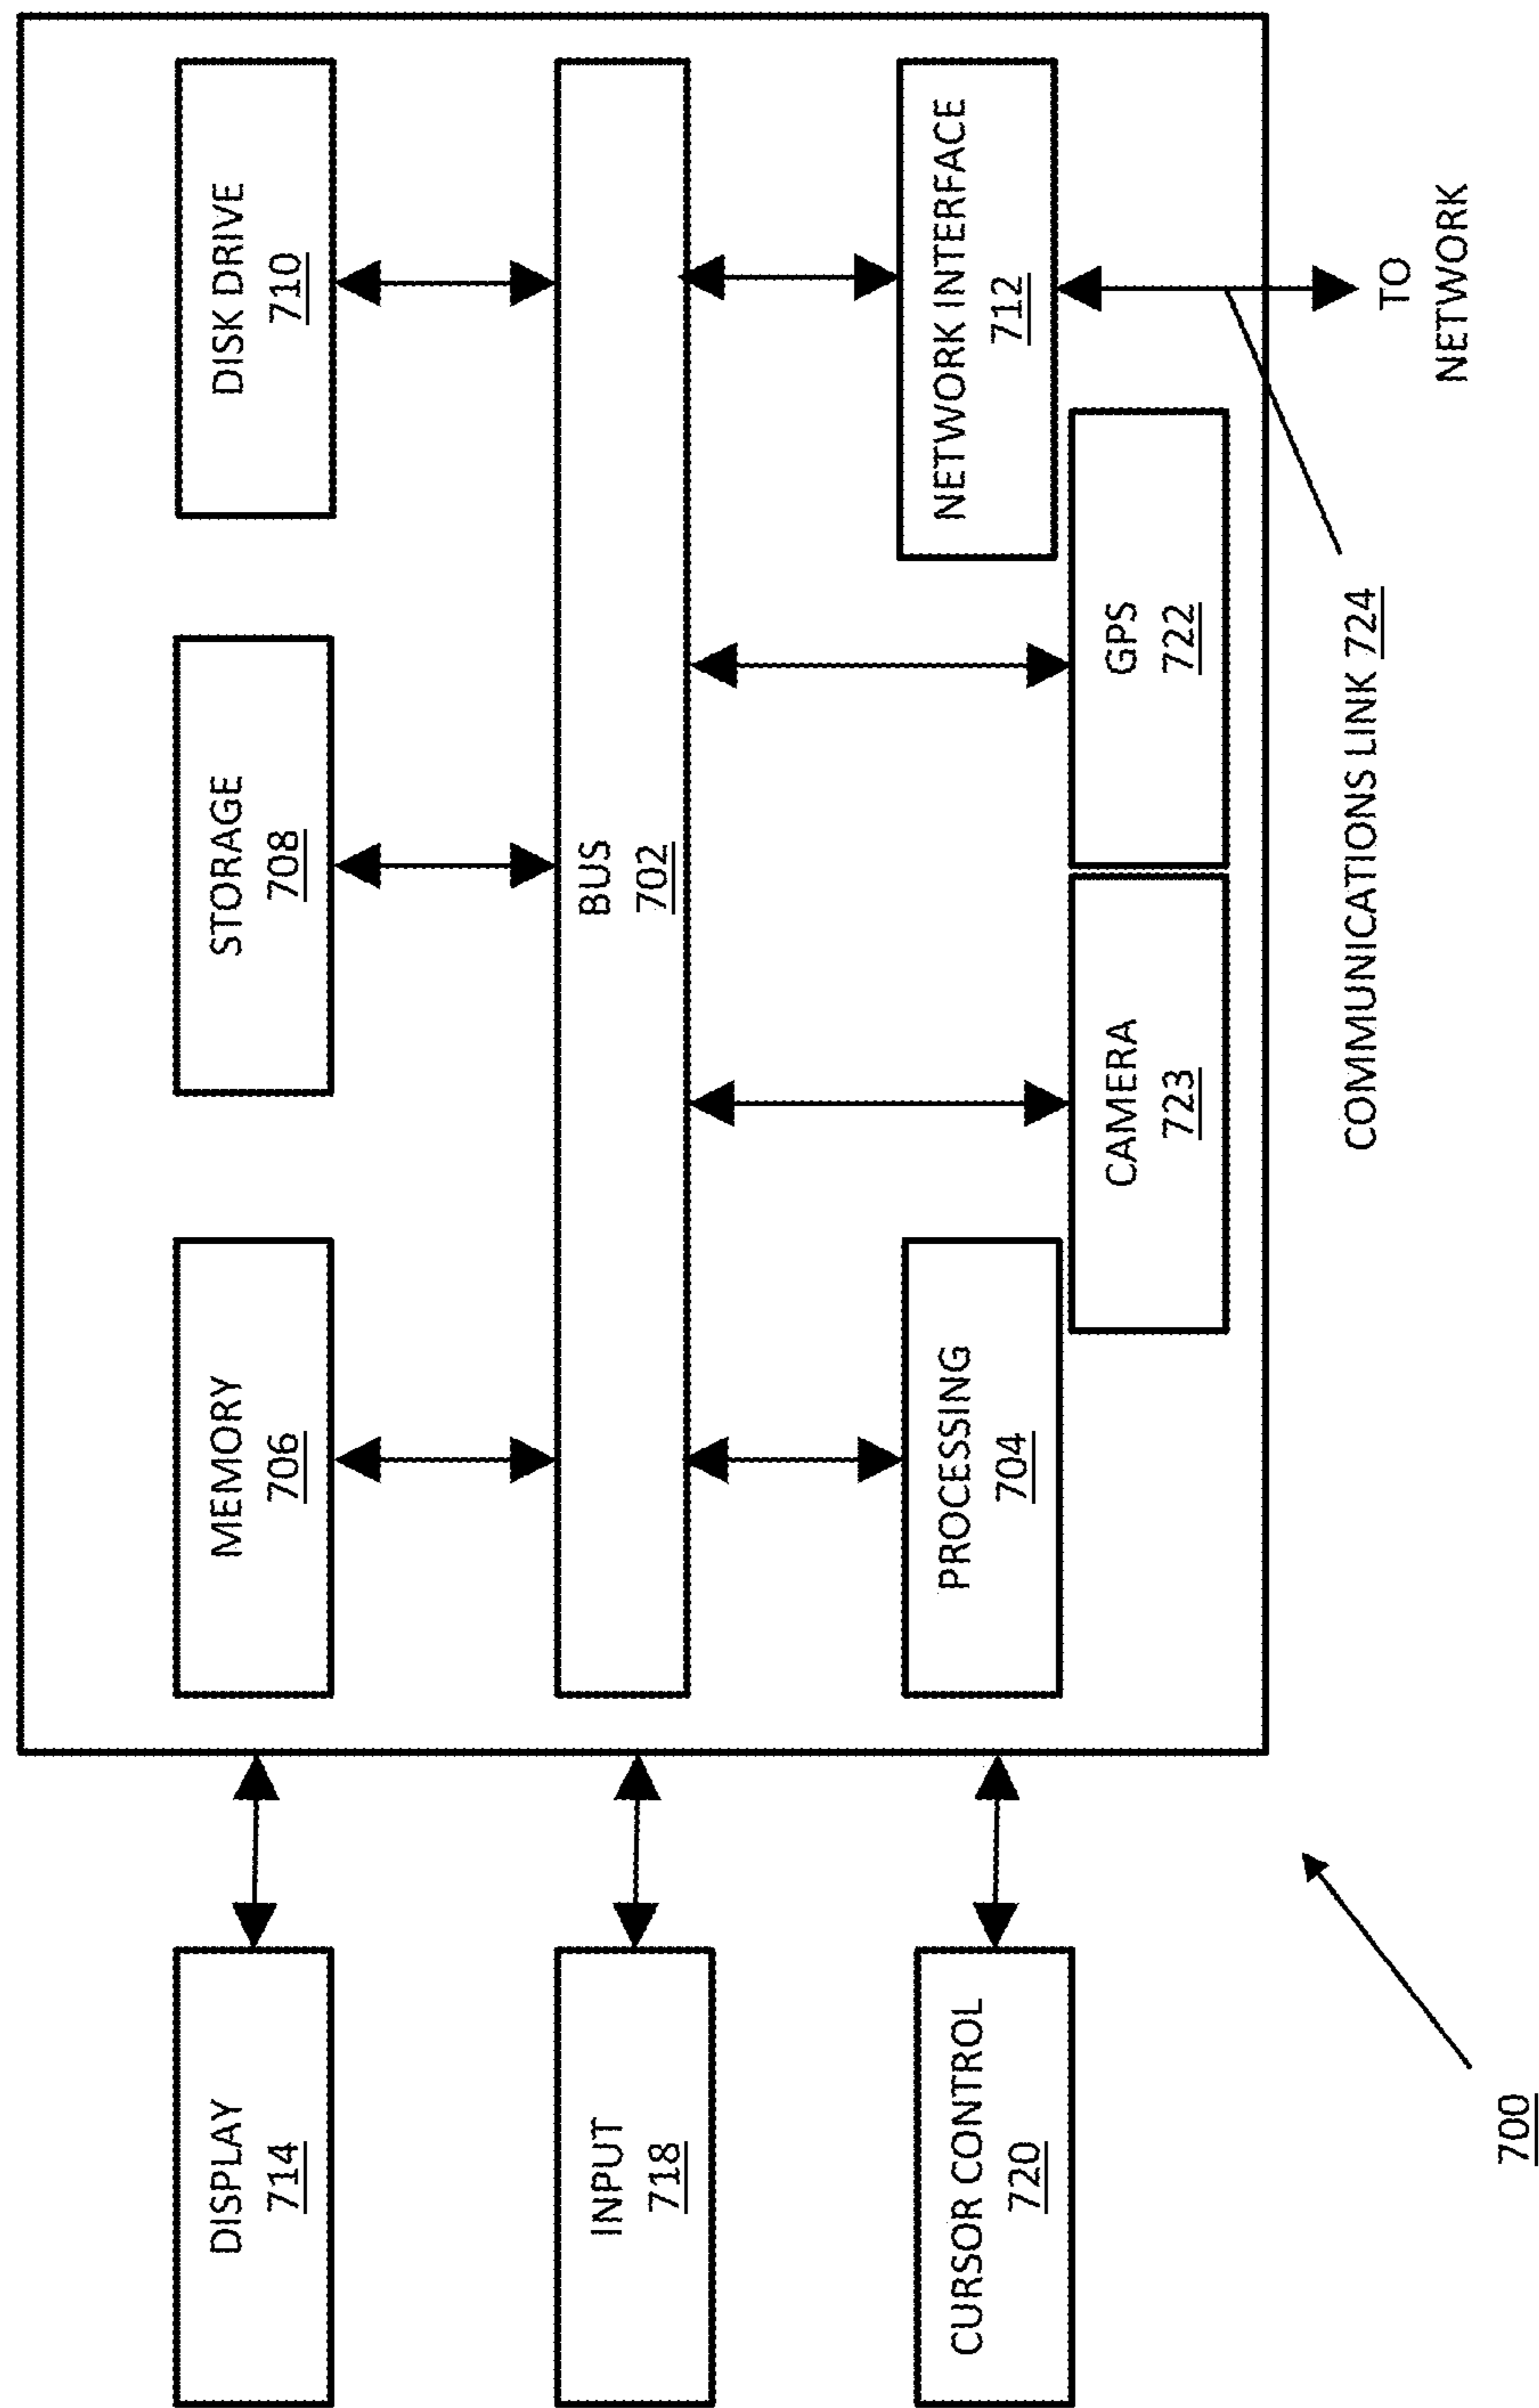 DISPLAY
714
MEMORY
706
STORAGE
708
DISK DRIVE
710
INPUT
718
BUS
702
CURSOR CONTROL
720
PROCESSING
704
NETWORK INTERFACE
712
CAMERA
723
GPS
722
COMMUNICATIONS LINK 724
TO
NETWORK
700